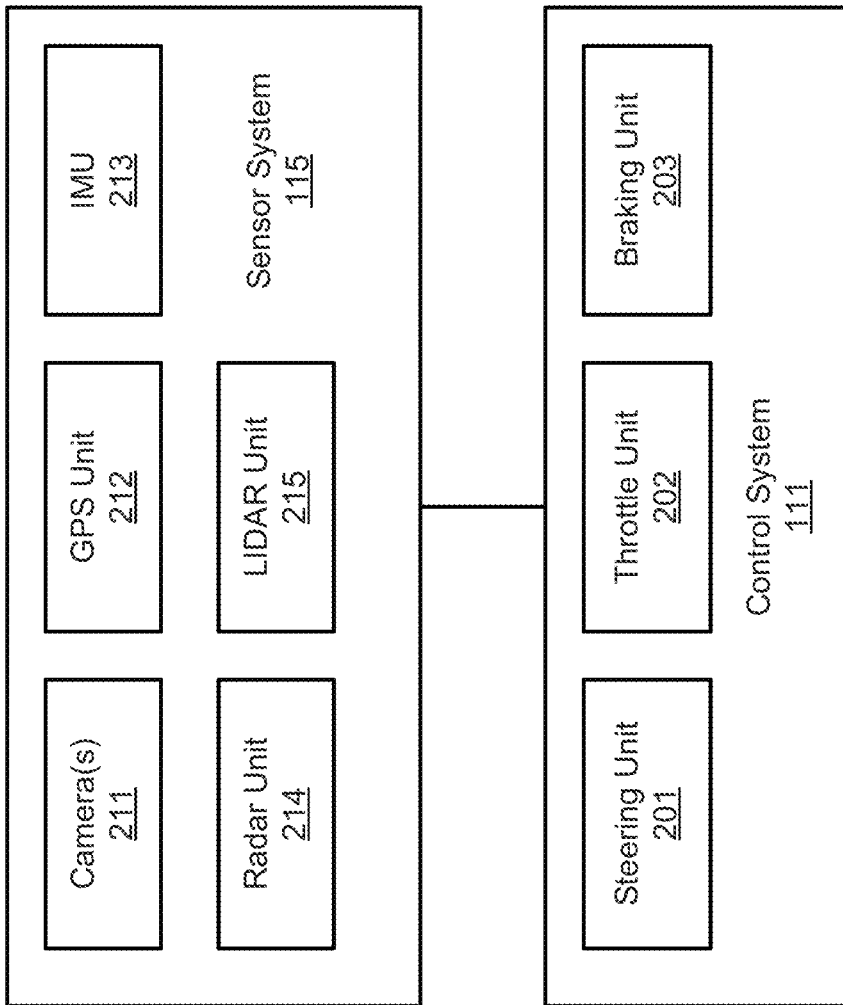 Camera(s)
211
GPS Unit
212
IMU
213
Radar Unit
214
LIDAR Unit
215
Sensor System
115
Steering Unit
201
Throttle Unit
202
Braking Unit
203
Control System
111